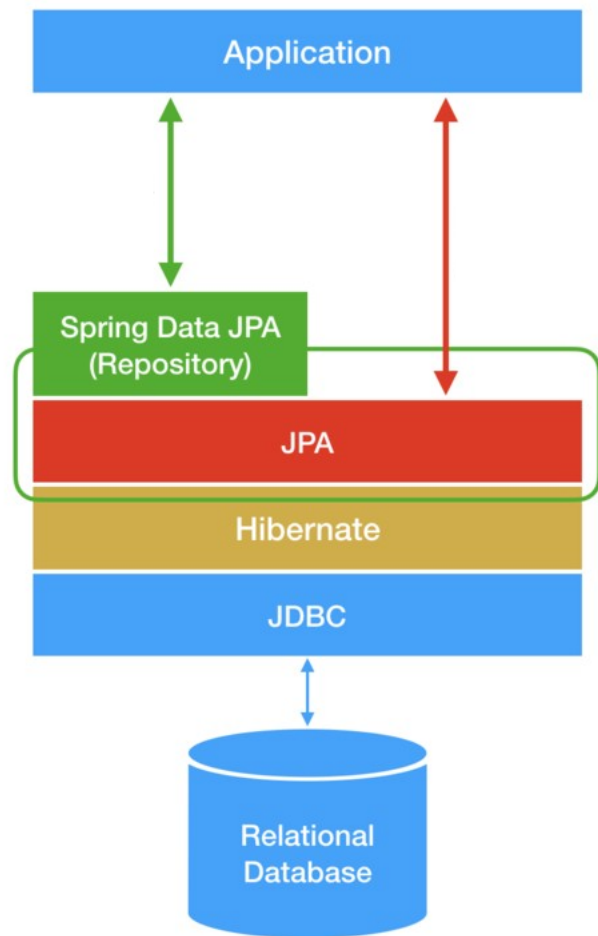 Application
Spring Data JPA
(Repository)
JPA
Hibernate
JDBC
Relational
Database